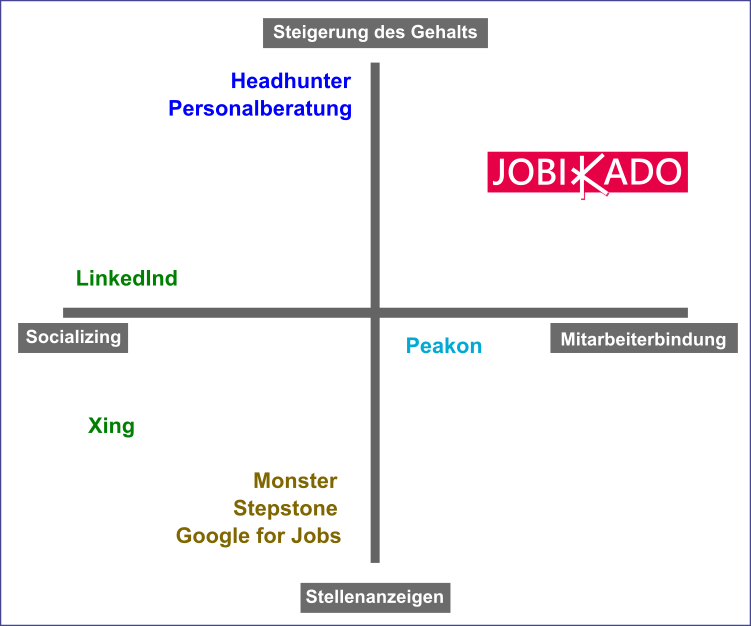 Steigerung des Gehalts
Headhunter
Personalberatung
JOBIKADO
LinkedInd
Socializing
Peakon
Mitarbeiterbindung
Xing
Monster
Stepstone
Google for Jobs
Stellenanzeigen